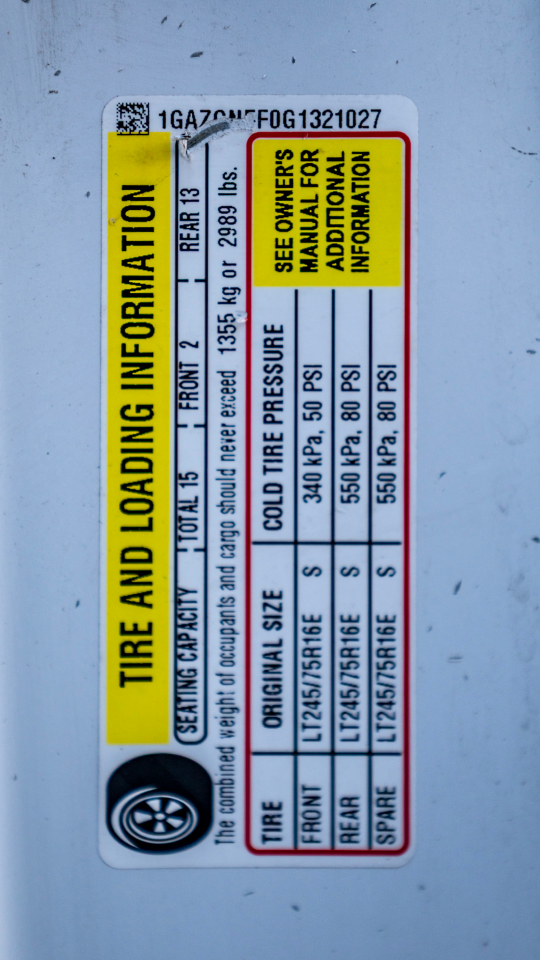 1GAZGNFF0G1321027
TIRE AND LOADING INFORMATION
SEATING CAPACITY TOTAL 15 FRONT 2 REAR 13
The combined weight of occupants and cargo should never exceed 1355 kg or 2989 lbs.
TIRE ORIGINAL SIZE COLD TIRE PRESSURE
FRONT LT245/75R16E S 340 kPa, 50 PSI
REAR LT245/75R16E S 550 kPa, 80 PSI
SPARE LT245/75R16E S 550 kPa, 80 PSI
SEE OWNER'S
MANUAL FOR
ADDITIONAL
INFORMATION